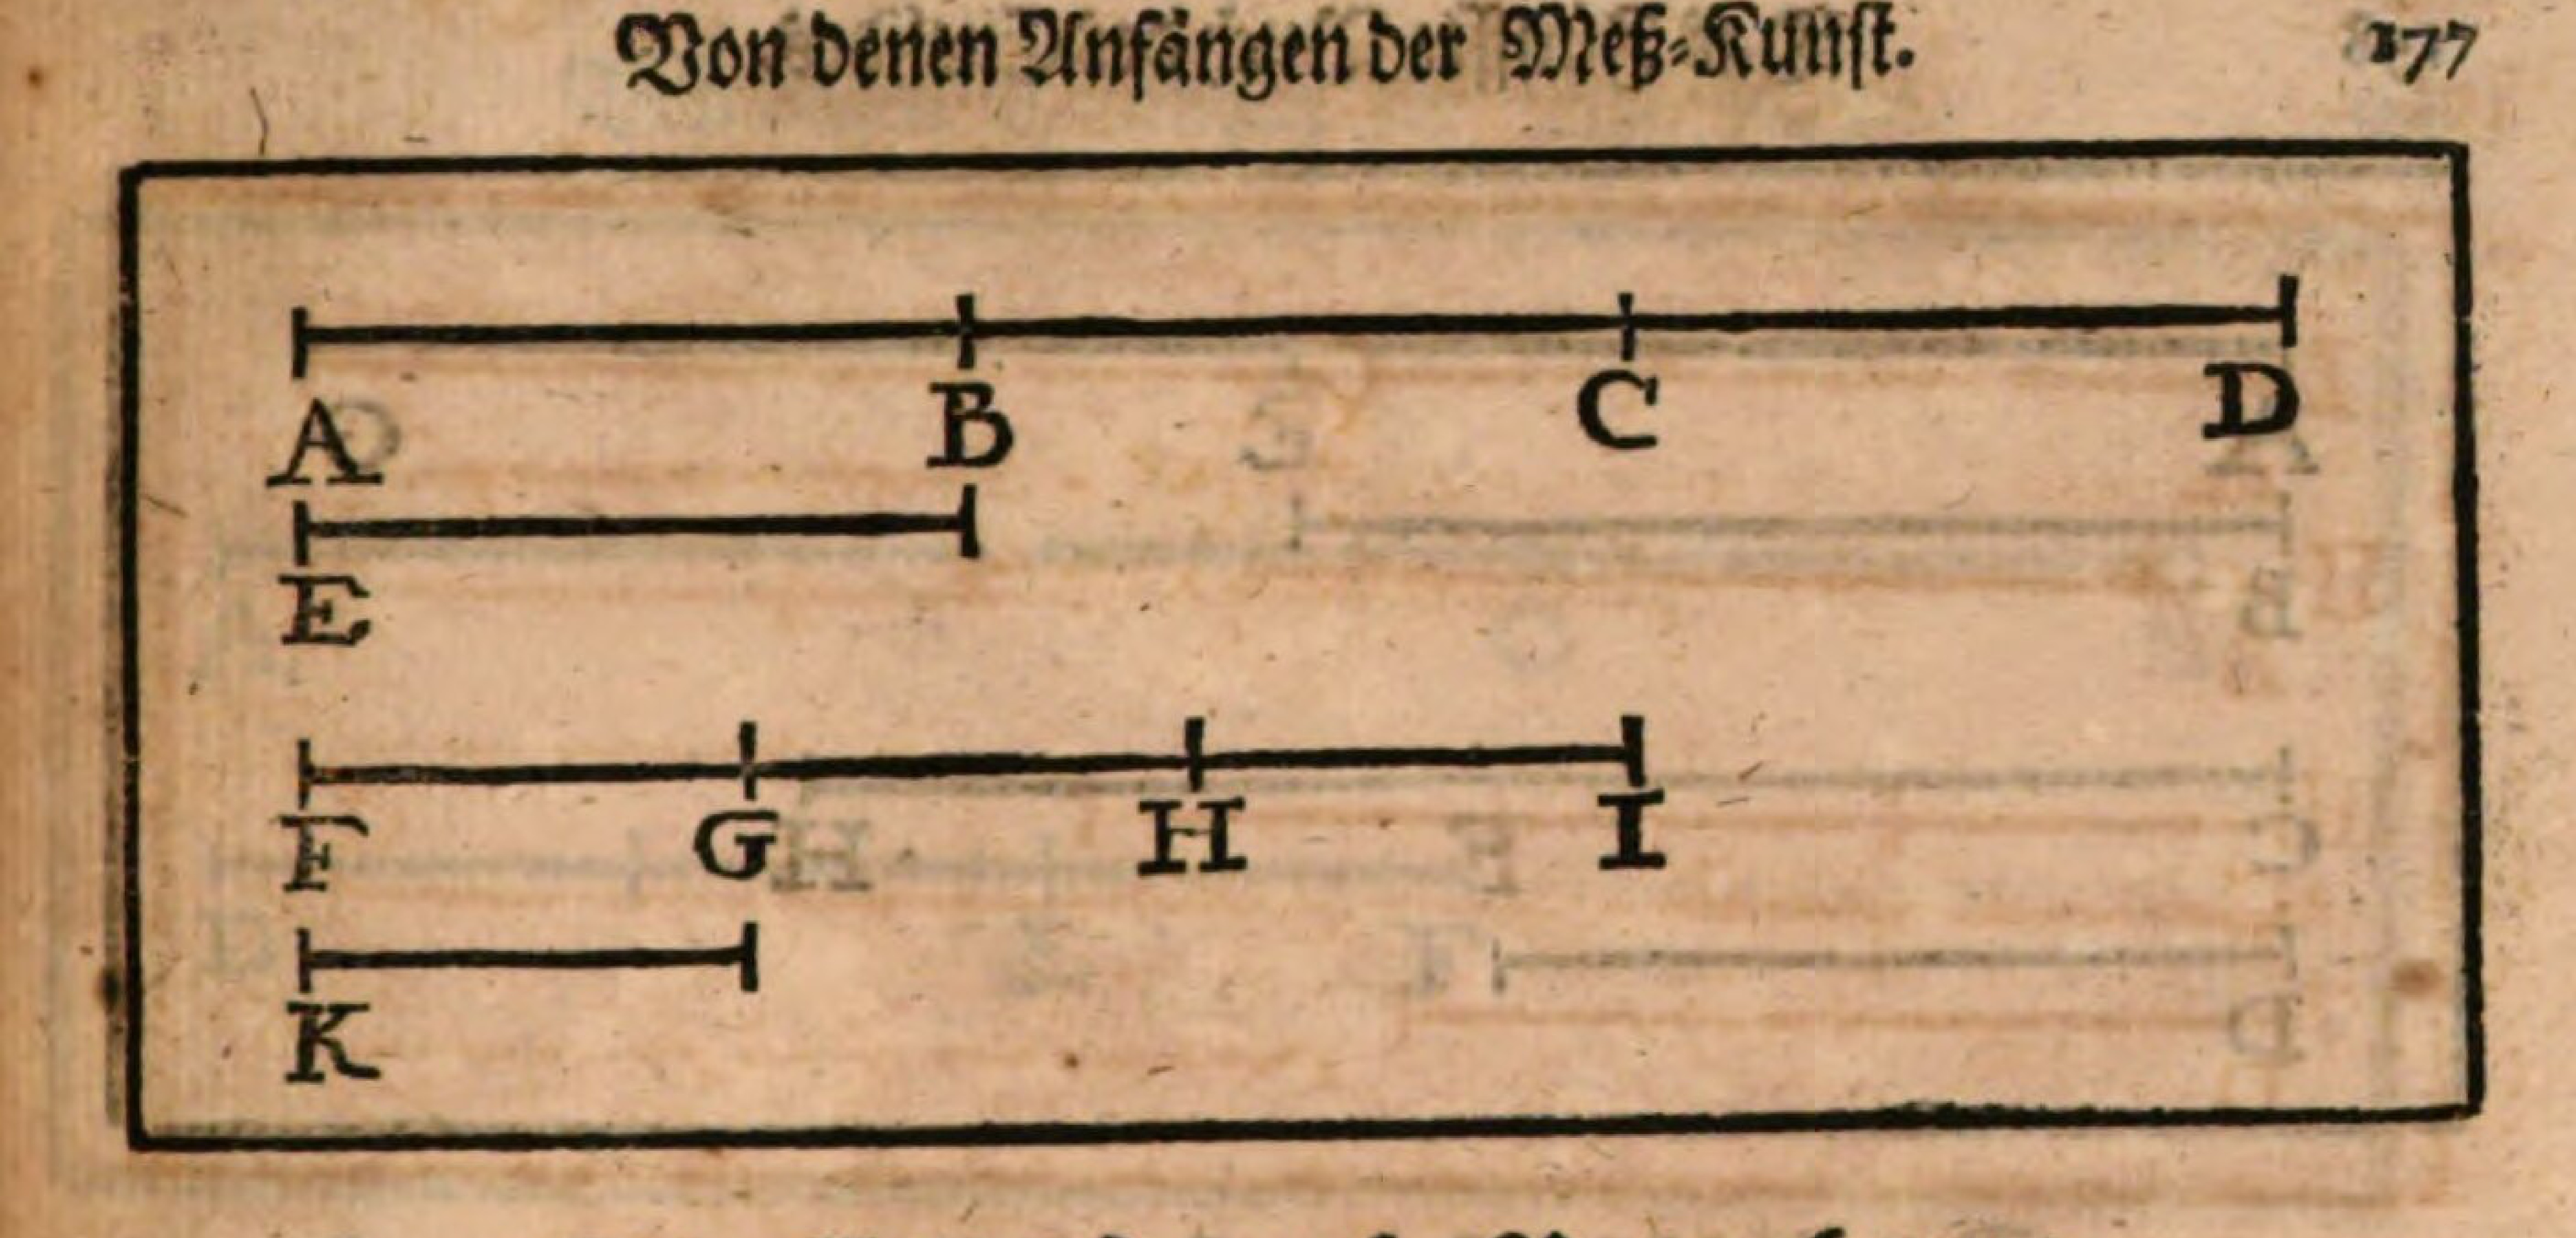 Von denen Anfängen der Meß-Kunst. 177
A B C D
E
F G H I
K